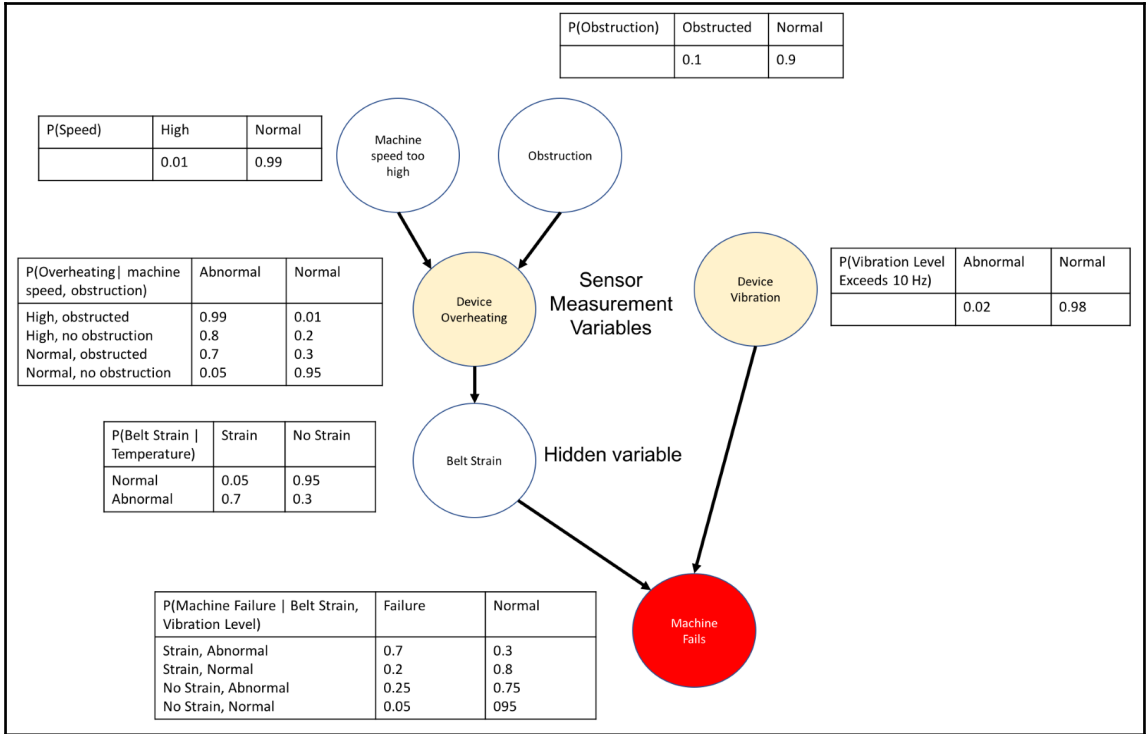 P(Obstruction) Obstructed Normal
0.1 0.9
P(Speed) High Normal
0.01 0.99
Machine
speed too
high
Obstruction
P(Overheating| machine Abnormal Normal
speed, obstruction)
High, obstructed 0.99 0.01
High, no obstruction 0.8 0.2
Normal, obstructed 0.7 0.3
Normal, no obstruction 0.05 0.95
Device
Overheating
Sensor
Measurement
Variables
Device
Vibration
P(Vibration Level Abnormal Normal
Exceeds 10 Hz)
0.02 0.98
P(Belt Strain | Strain No Strain
Temperature)
Normal 0.05 0.95
Abnormal 0.7 0.3
Belt Strain
Hidden variable
P(Machine Failure | Belt Strain, Failure Normal
Vibration Level)
Strain, Abnormal 0.7 0.3
Strain, Normal 0.2 0.8
No Strain, Abnormal 0.25 0.75
No Strain, Normal 0.05 095
Machine
Fails